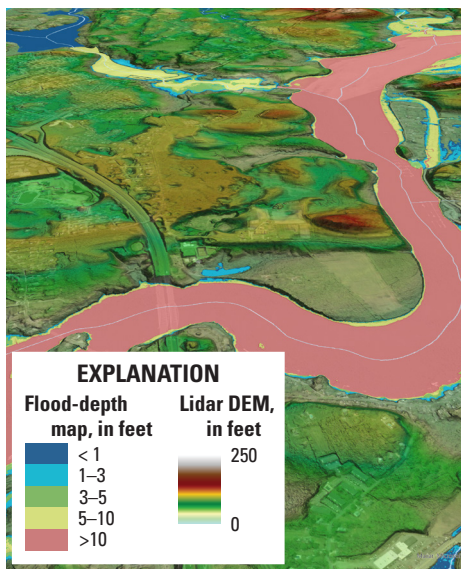 EXPLANATION
Flood-depth
map, in feet
< 1
1–3
3–5
5–10
>10
Lidar DEM,
in feet
250
0